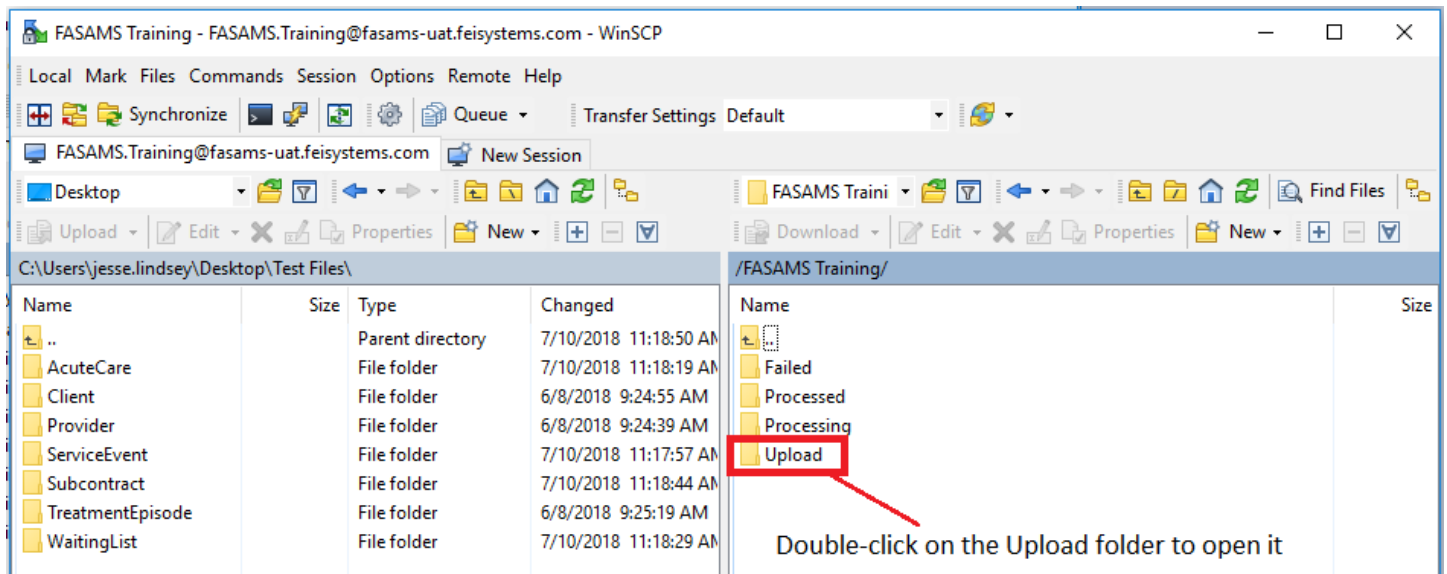 FASAMS Training - FASAMS.Training@fasams-uat.feisystems.com - WinSCP
Local Mark Files Commands Session Options Remote Help
Synchronize Queue Transfer Settings Default
FASAMS.Training@fasams-uat.feisystems.com New Session
Desktop FASAMS Traini Find Files
Upload Edit Properties New Download Edit Properties New
C:\Users\jesse.lindsey\Desktop\Test Files\ /FASAMS Training/
Name Size Type Changed Name Size
.. Parent directory 7/10/2018 11:18:50 AM ..
AcuteCare File folder 7/10/2018 11:18:19 AM Failed
Client File folder 6/8/2018 9:24:55 AM Processed
Provider File folder 6/8/2018 9:24:39 AM Processing
ServiceEvent File folder 7/10/2018 11:17:57 AM Upload
Subcontract File folder 7/10/2018 11:18:44 AM
TreatmentEpisode File folder 6/8/2018 9:25:19 AM
WaitingList File folder 7/10/2018 11:18:29 AM
Double-click on the Upload folder to open it